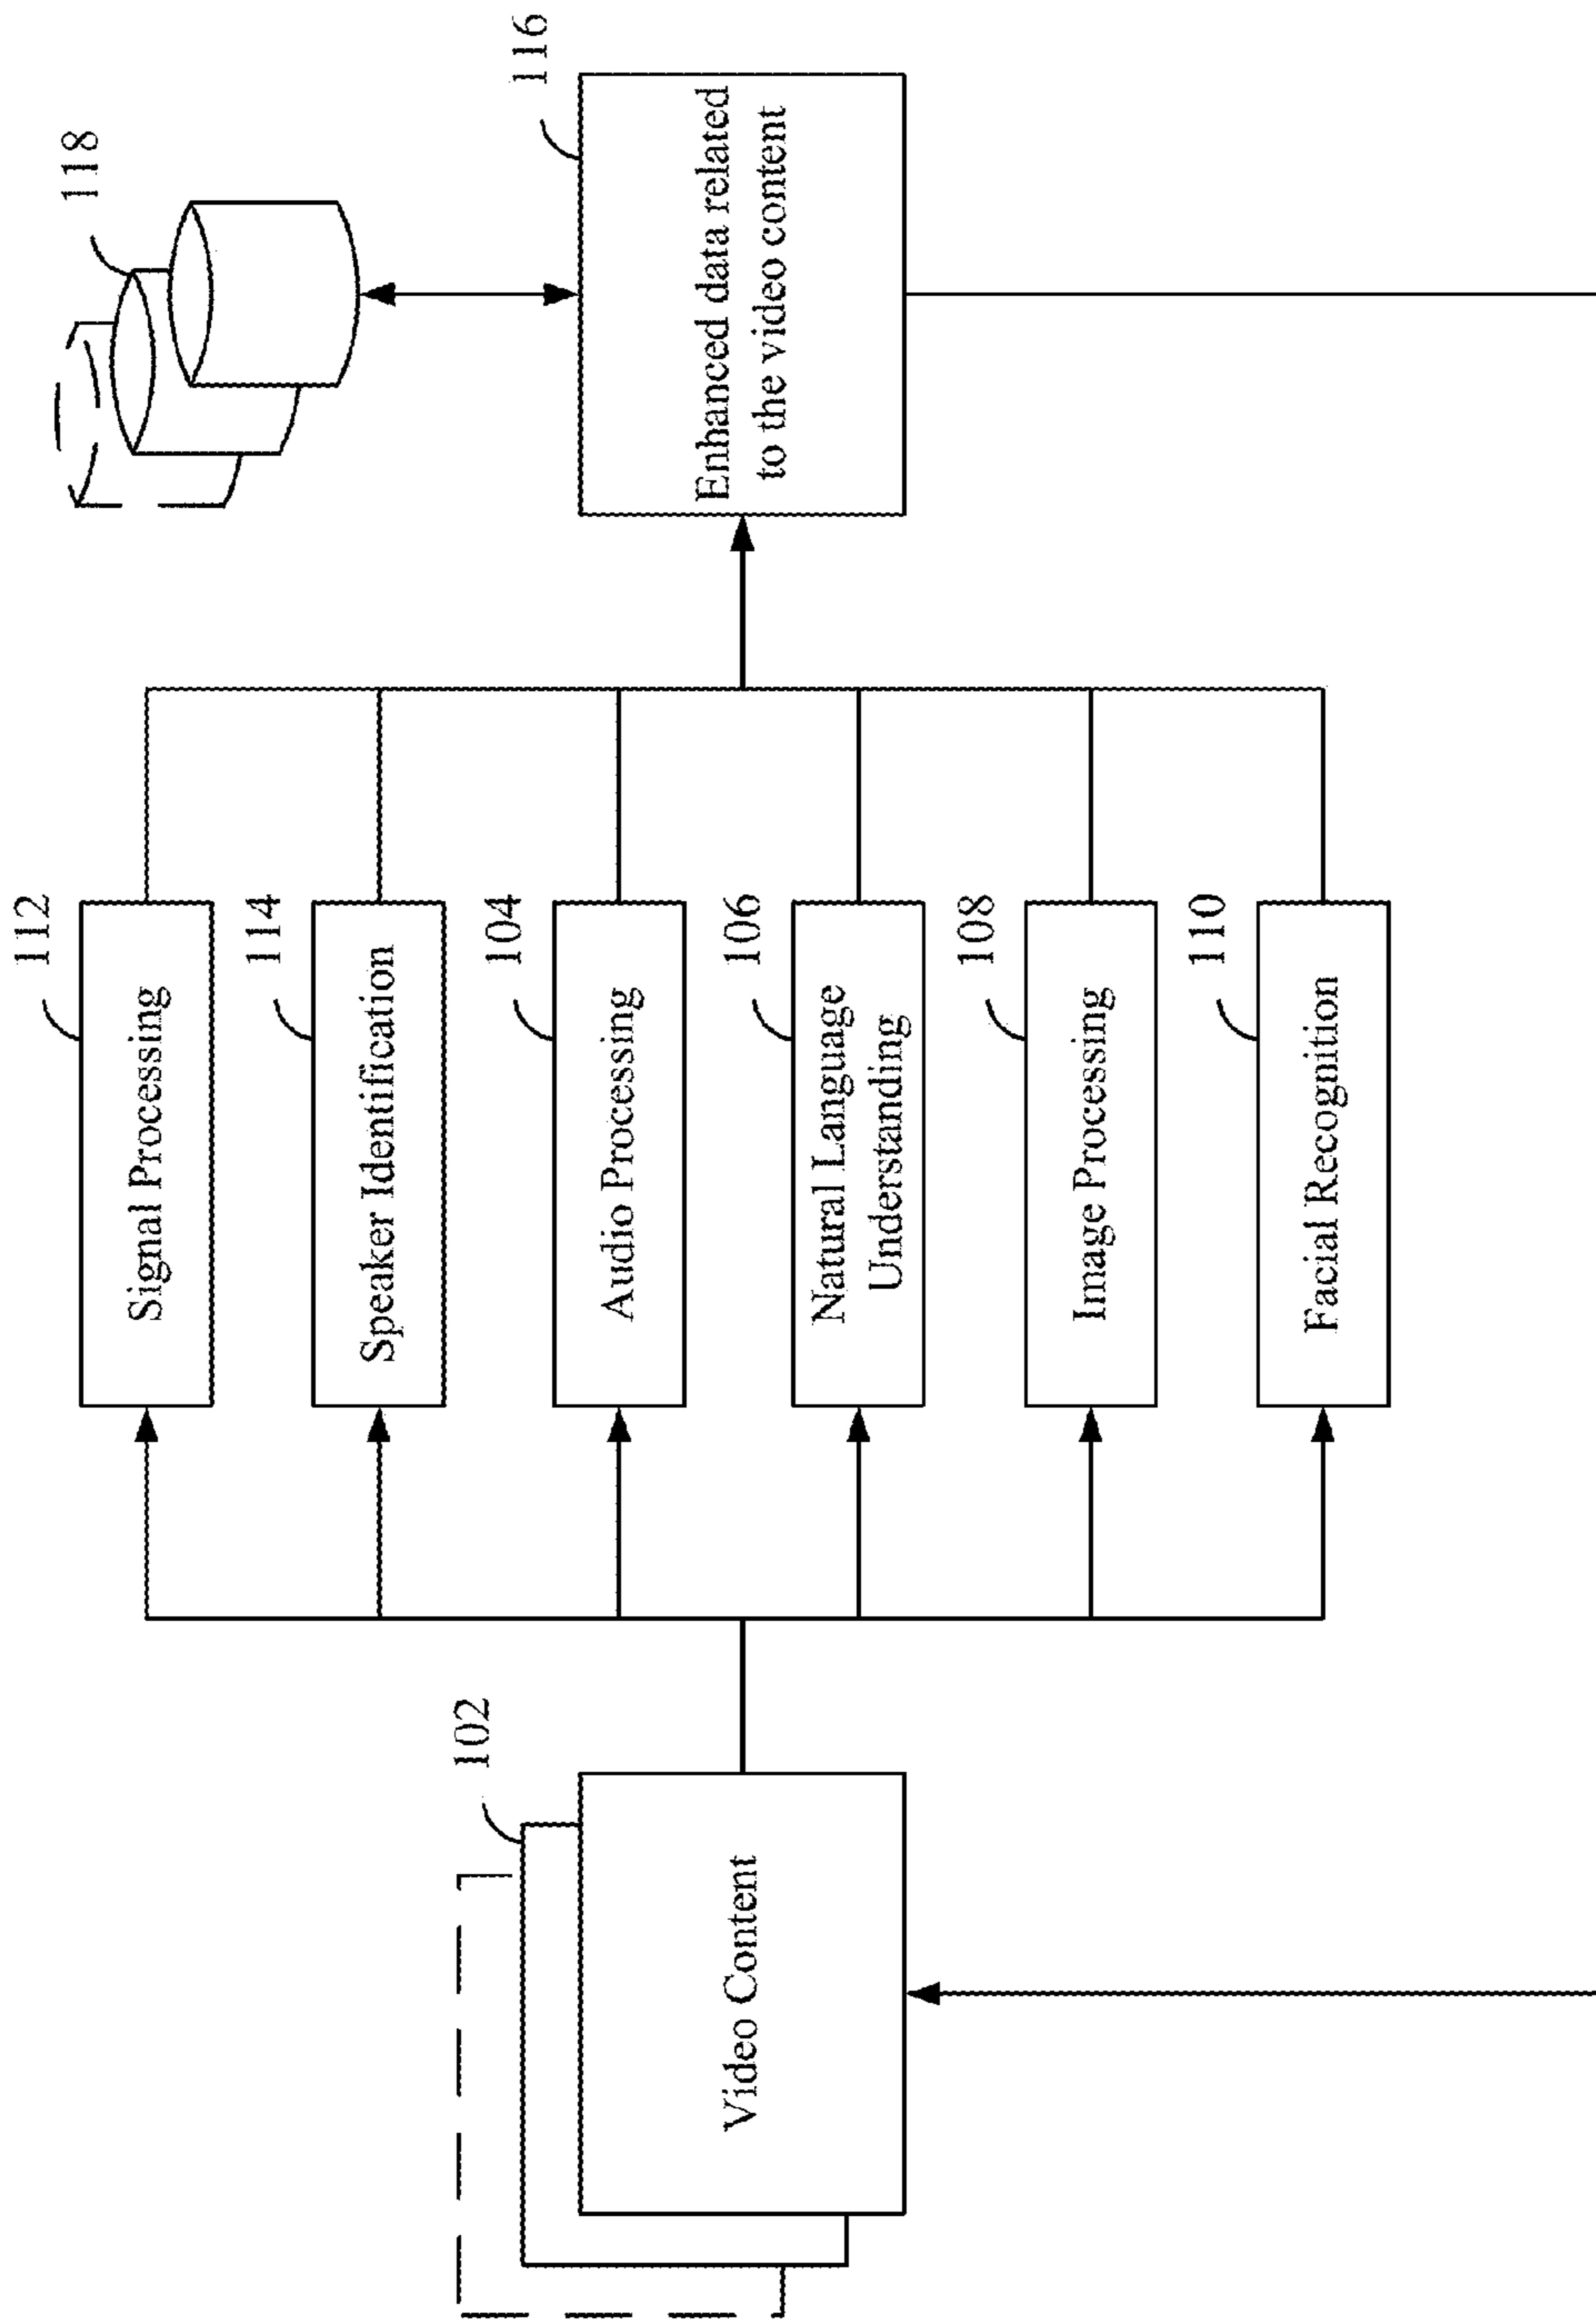 118
112
116
Signal Processing
114
Speaker Identification
102
104
Audio Processing
Enhanced data related
to the video content
Video Content
106
Natural Language
Understanding
108
Image Processing
110
Facial Recognition